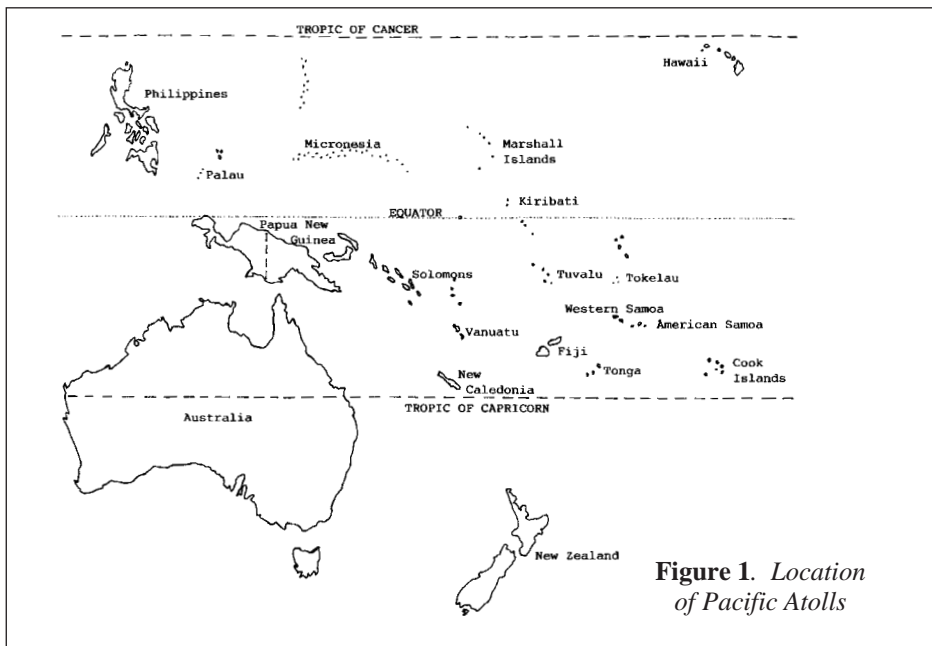 TROPIC OF CANCER
Hawaii
Philippines
Micronesia
Marshall
Islands
Palau
Kiribati
EQUATOR
Papua New
Guinea
Solomons
Tuvalu
Tokelau
Western Samoa
American Samoa
Vanuatu
Fiji
Tonga
Cook
Islands
New
Caledonia
TROPIC OF CAPRICORN
Australia
New Zealand
Figure 1. Location
of Pacific Atolls